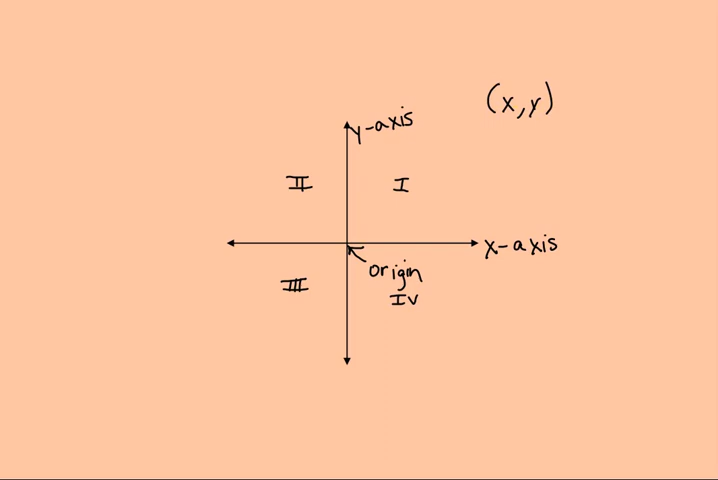 (x,y)
y-axis
II
I
x-axis
origin
III
IV